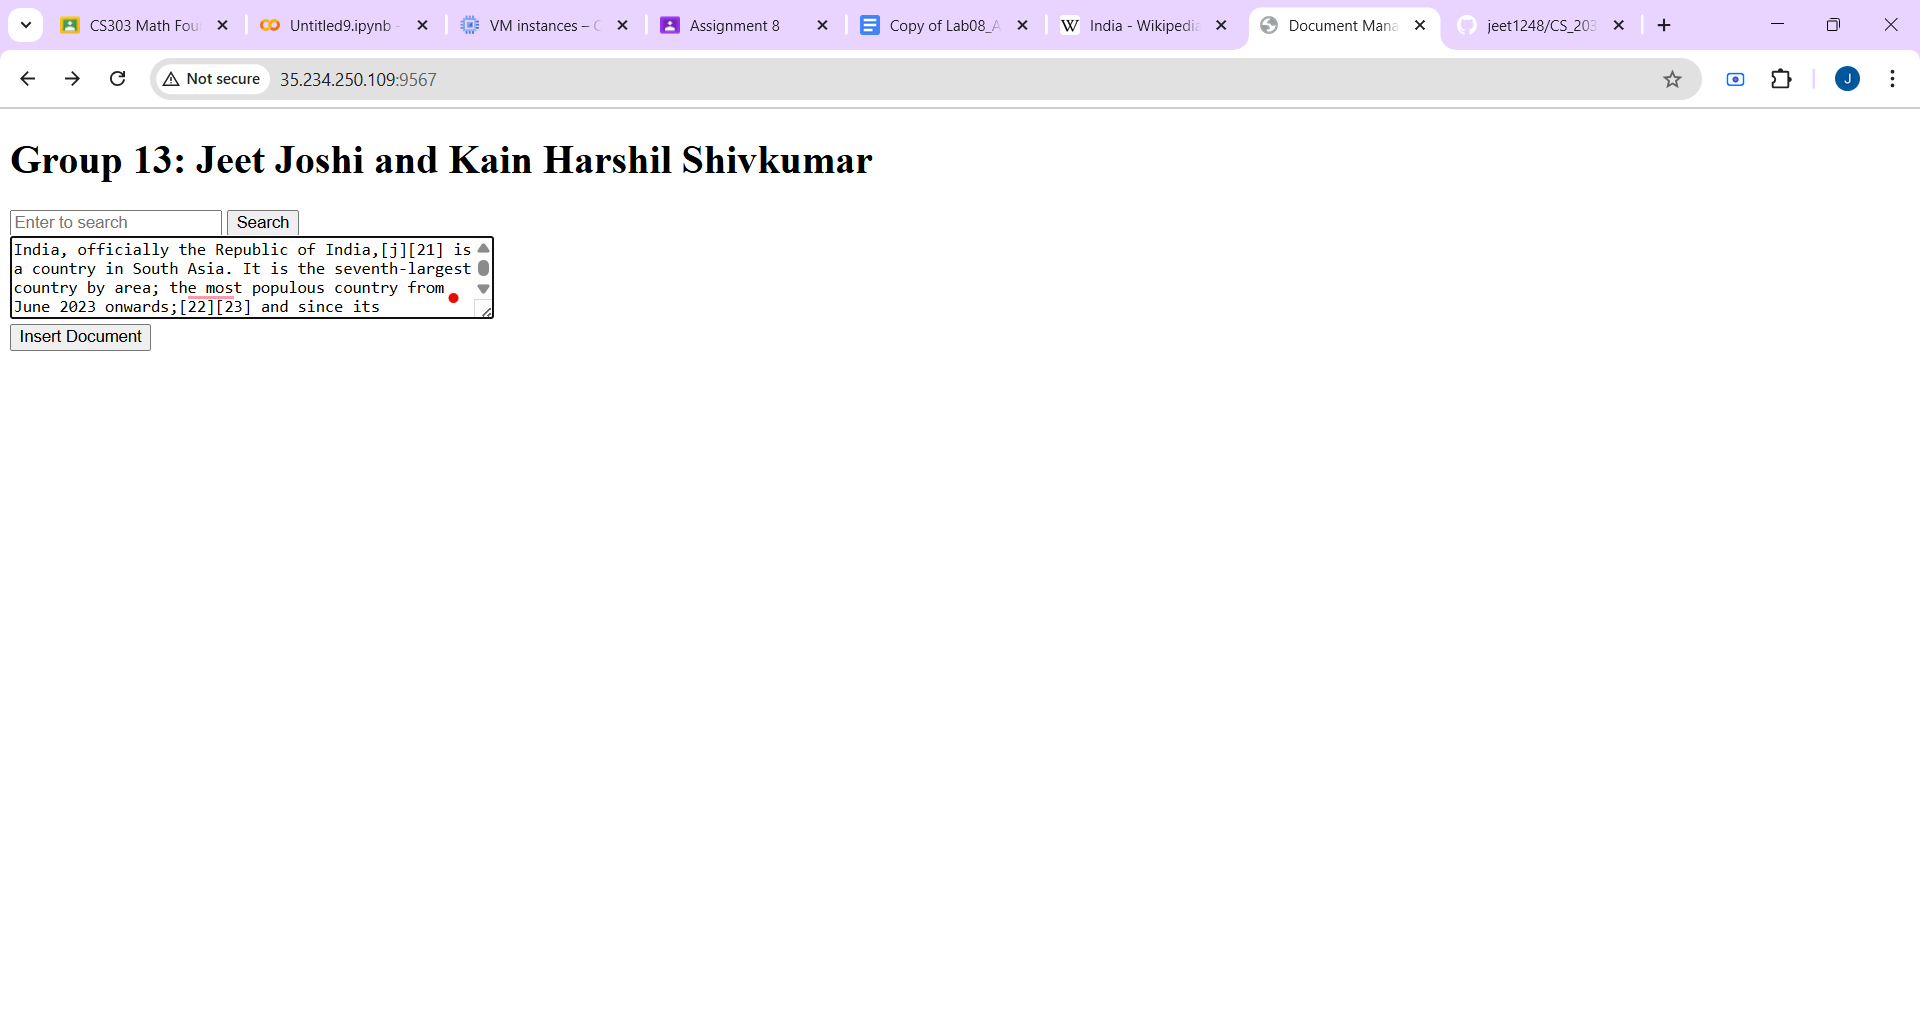 CS303 Math Fou
Untitled9.ipynb -
VM instances – C
Assignment 8
Copy of Lab08_A
India - Wikipedia
Document Mana
jeet1248/CS_203
Not secure
35.234.250.109:9567
J
Group 13: Jeet Joshi and Kain Harshil Shivkumar
Enter to search
Search
India, officially the Republic of India,[j][21] is
a country in South Asia. It is the seventh-largest
country by area; the most populous country from
June 2023 onwards;[22][23] and since its
Insert Document